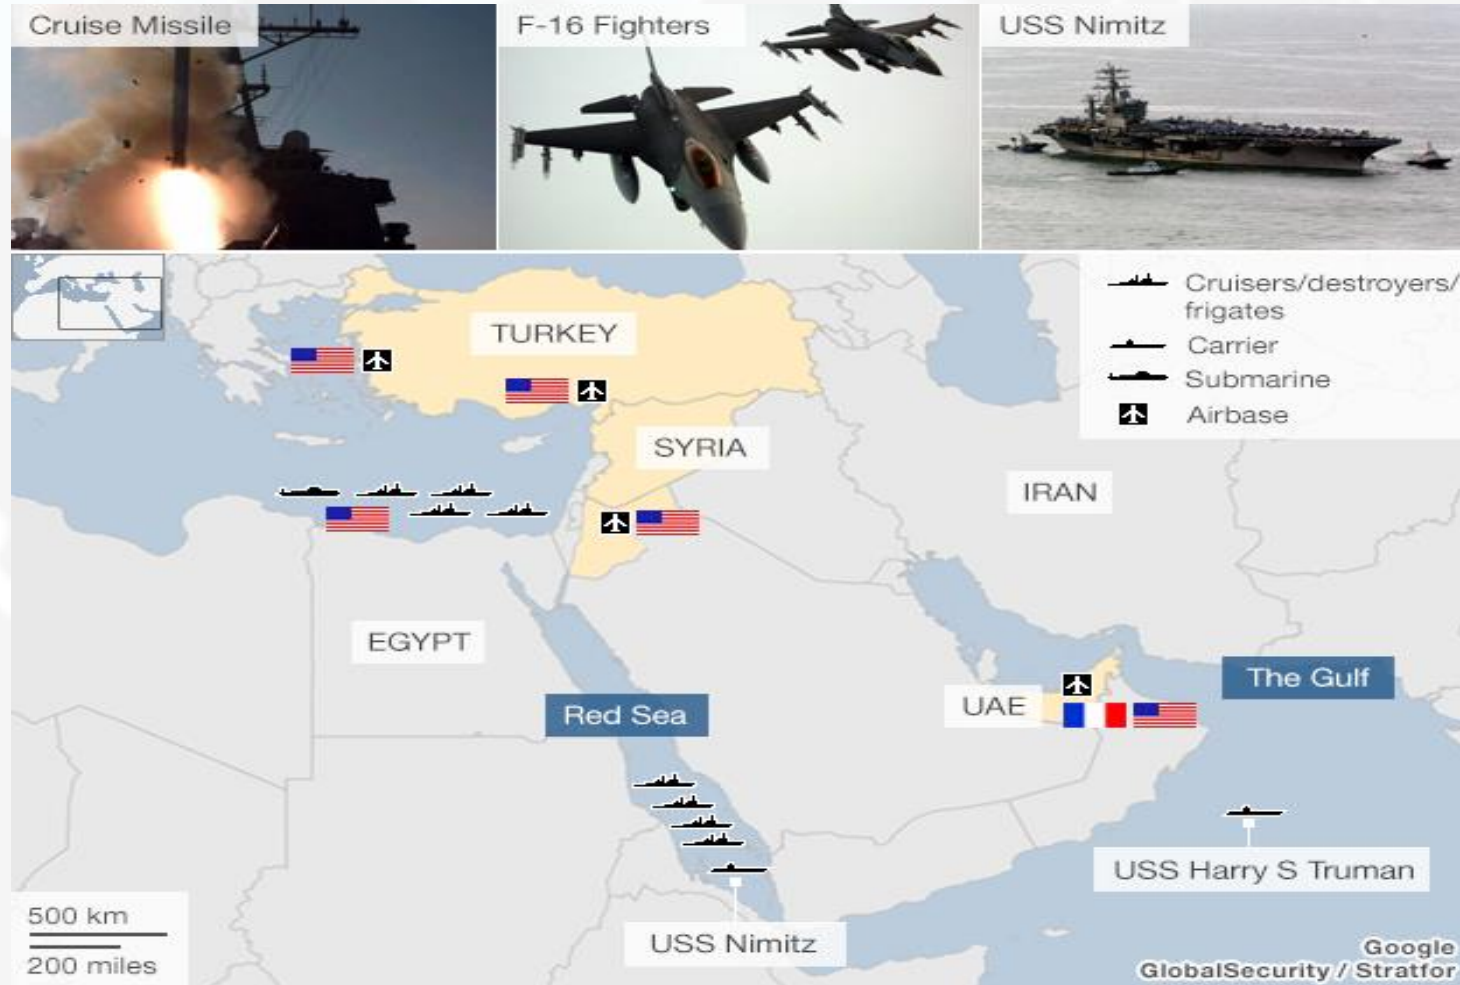 Cruise Missile
F-16 Fighters
USS Nimitz
Cruisers/destroyers/
frigates
Carrier
Submarine
Airbase
TURKEY
SYRIA
IRAN
EGYPT
Red Sea
UAE
The Gulf
USS Harry S Truman
USS Nimitz
500 km
200 miles
Google
GlobalSecurity / Stratfor